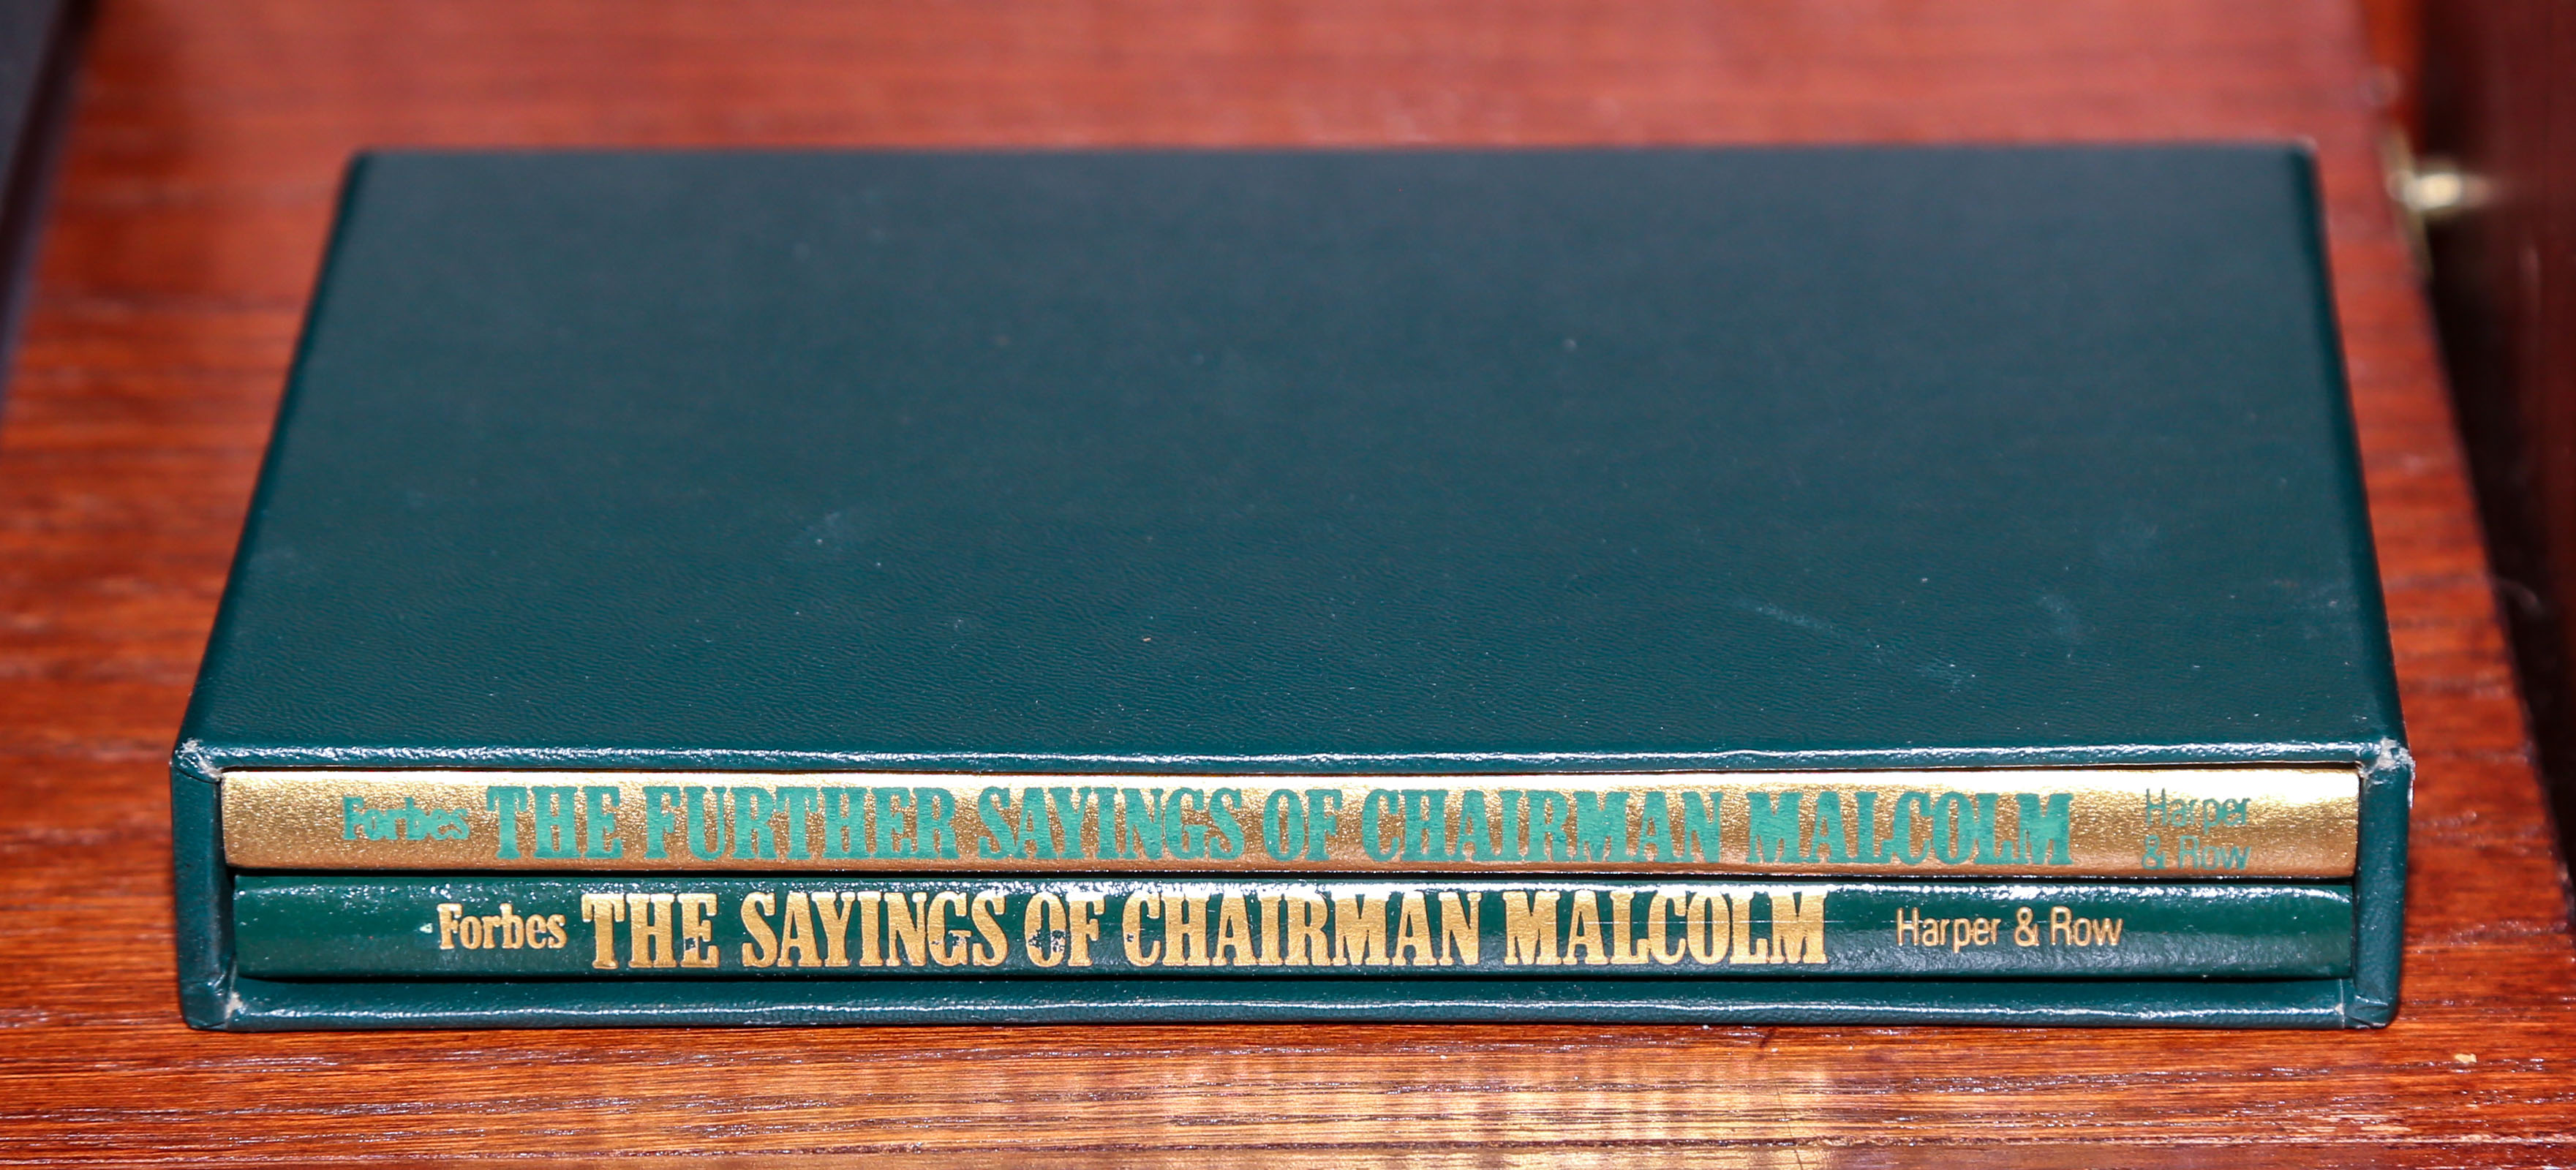 Forbes THE FURTHER SAYINGS OF CHAIRMAN MALCOLM Harper
& Row
Forbes THE SAYINGS OF CHAIRMAN MALCOLM Harper & Row